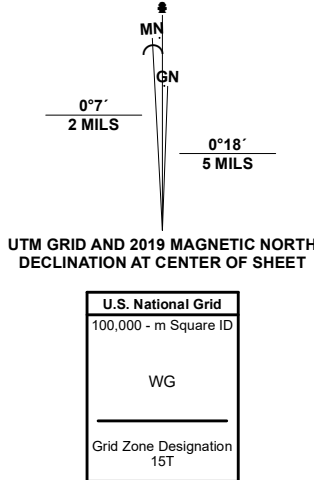 MN
GN
0°7´
2 MILS
0°18´
5 MILS
UTM GRID AND 2019 MAGNETIC NORTH
DECLINATION AT CENTER OF SHEET
U.S. National Grid
100,000 - m Square ID
WG
Grid Zone Designation
15T